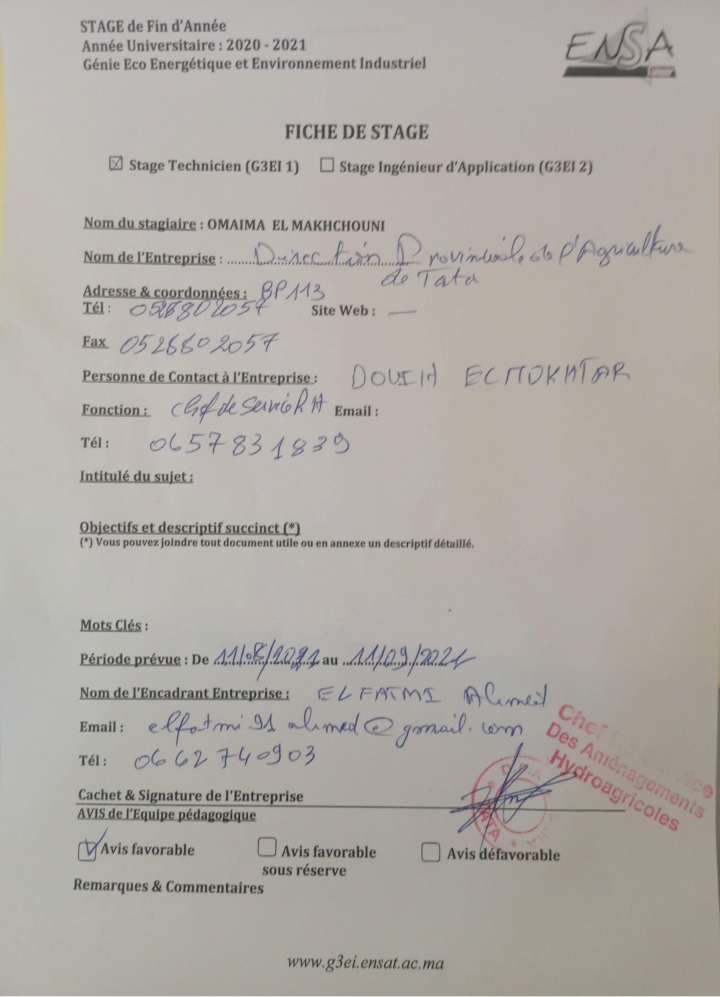 STAGE de Fin d'Année
Année Universitaire : 2020 - 2021
Génie Eco Energétique et Environnement Industriel
ENSA
FICHE DE STAGE
☒ Stage Technicien (G3EI 1) ☐ Stage Ingénieur d'Application (G3EI 2)
Nom du stagiaire : OMAIMA EL MAKHCHOUNI
Nom de l'Entreprise : Direction Provinciale de l'Agriculture
de Tata
Adresse & coordonnées : BP 113
Tél : 0528802057 Site Web : —
Fax 0528802057
Personne de Contact à l'Entreprise : ELMOKHTAR
Fonction : chef de service RH Email :
Tél : 0657831839
Intitulé du sujet :
Objectifs et descriptif succinct (*)
(*) Vous pouvez joindre tout document utile ou en annexe un descriptif détaillé.
Mots Clés :
Période prévue : De 11/08/2021 au 11/09/2021
Nom de l'Encadrant Entreprise : ELFATMI Ahmed
Email : elfatmi91ahmed@gmail.com
Tél : 0662740903
Chef Service
Des Aménagements
Hydroagricoles
Cachet & Signature de l'Entreprise
TATA
AVIS de l'Equipe pédagogique
☑ Avis favorable ☐ Avis favorable ☐ Avis défavorable
sous réserve
Remarques & Commentaires
www.g3ei.ensat.ac.ma